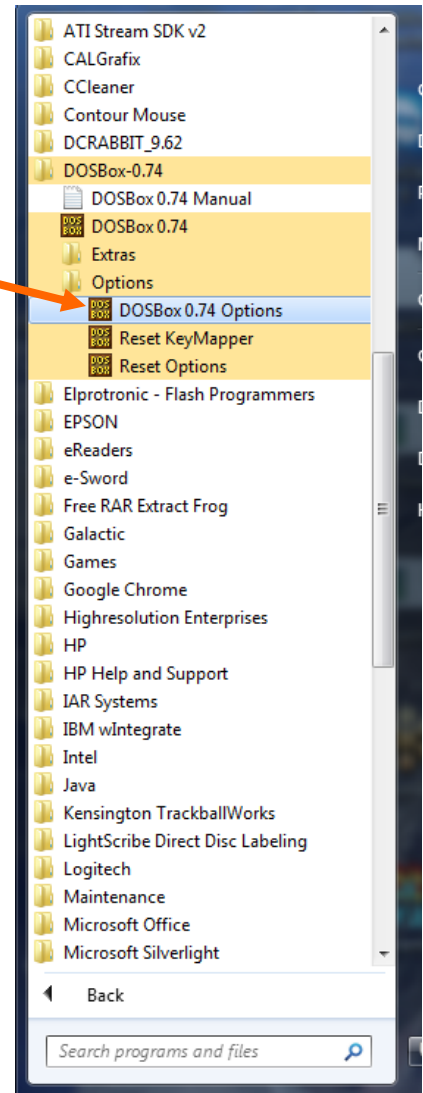 ATI Stream SDK v2
CALGrafix
CCleaner
Contour Mouse
DCRABBIT_9.62
DOSBox-0.74
DOSBox 0.74 Manual
DOSBox 0.74
Extras
Options
DOSBox 0.74 Options
Reset KeyMapper
Reset Options
Elprotronic - Flash Programmers
EPSON
eReaders
e-Sword
Free RAR Extract Frog
Galactic
Games
Google Chrome
Highresolution Enterprises
HP
HP Help and Support
IAR Systems
IBM wIntegrate
Intel
Java
Kensington TrackballWorks
LightScribe Direct Disc Labeling
Logitech
Maintenance
Microsoft Office
Microsoft Silverlight
Back
Search programs and files